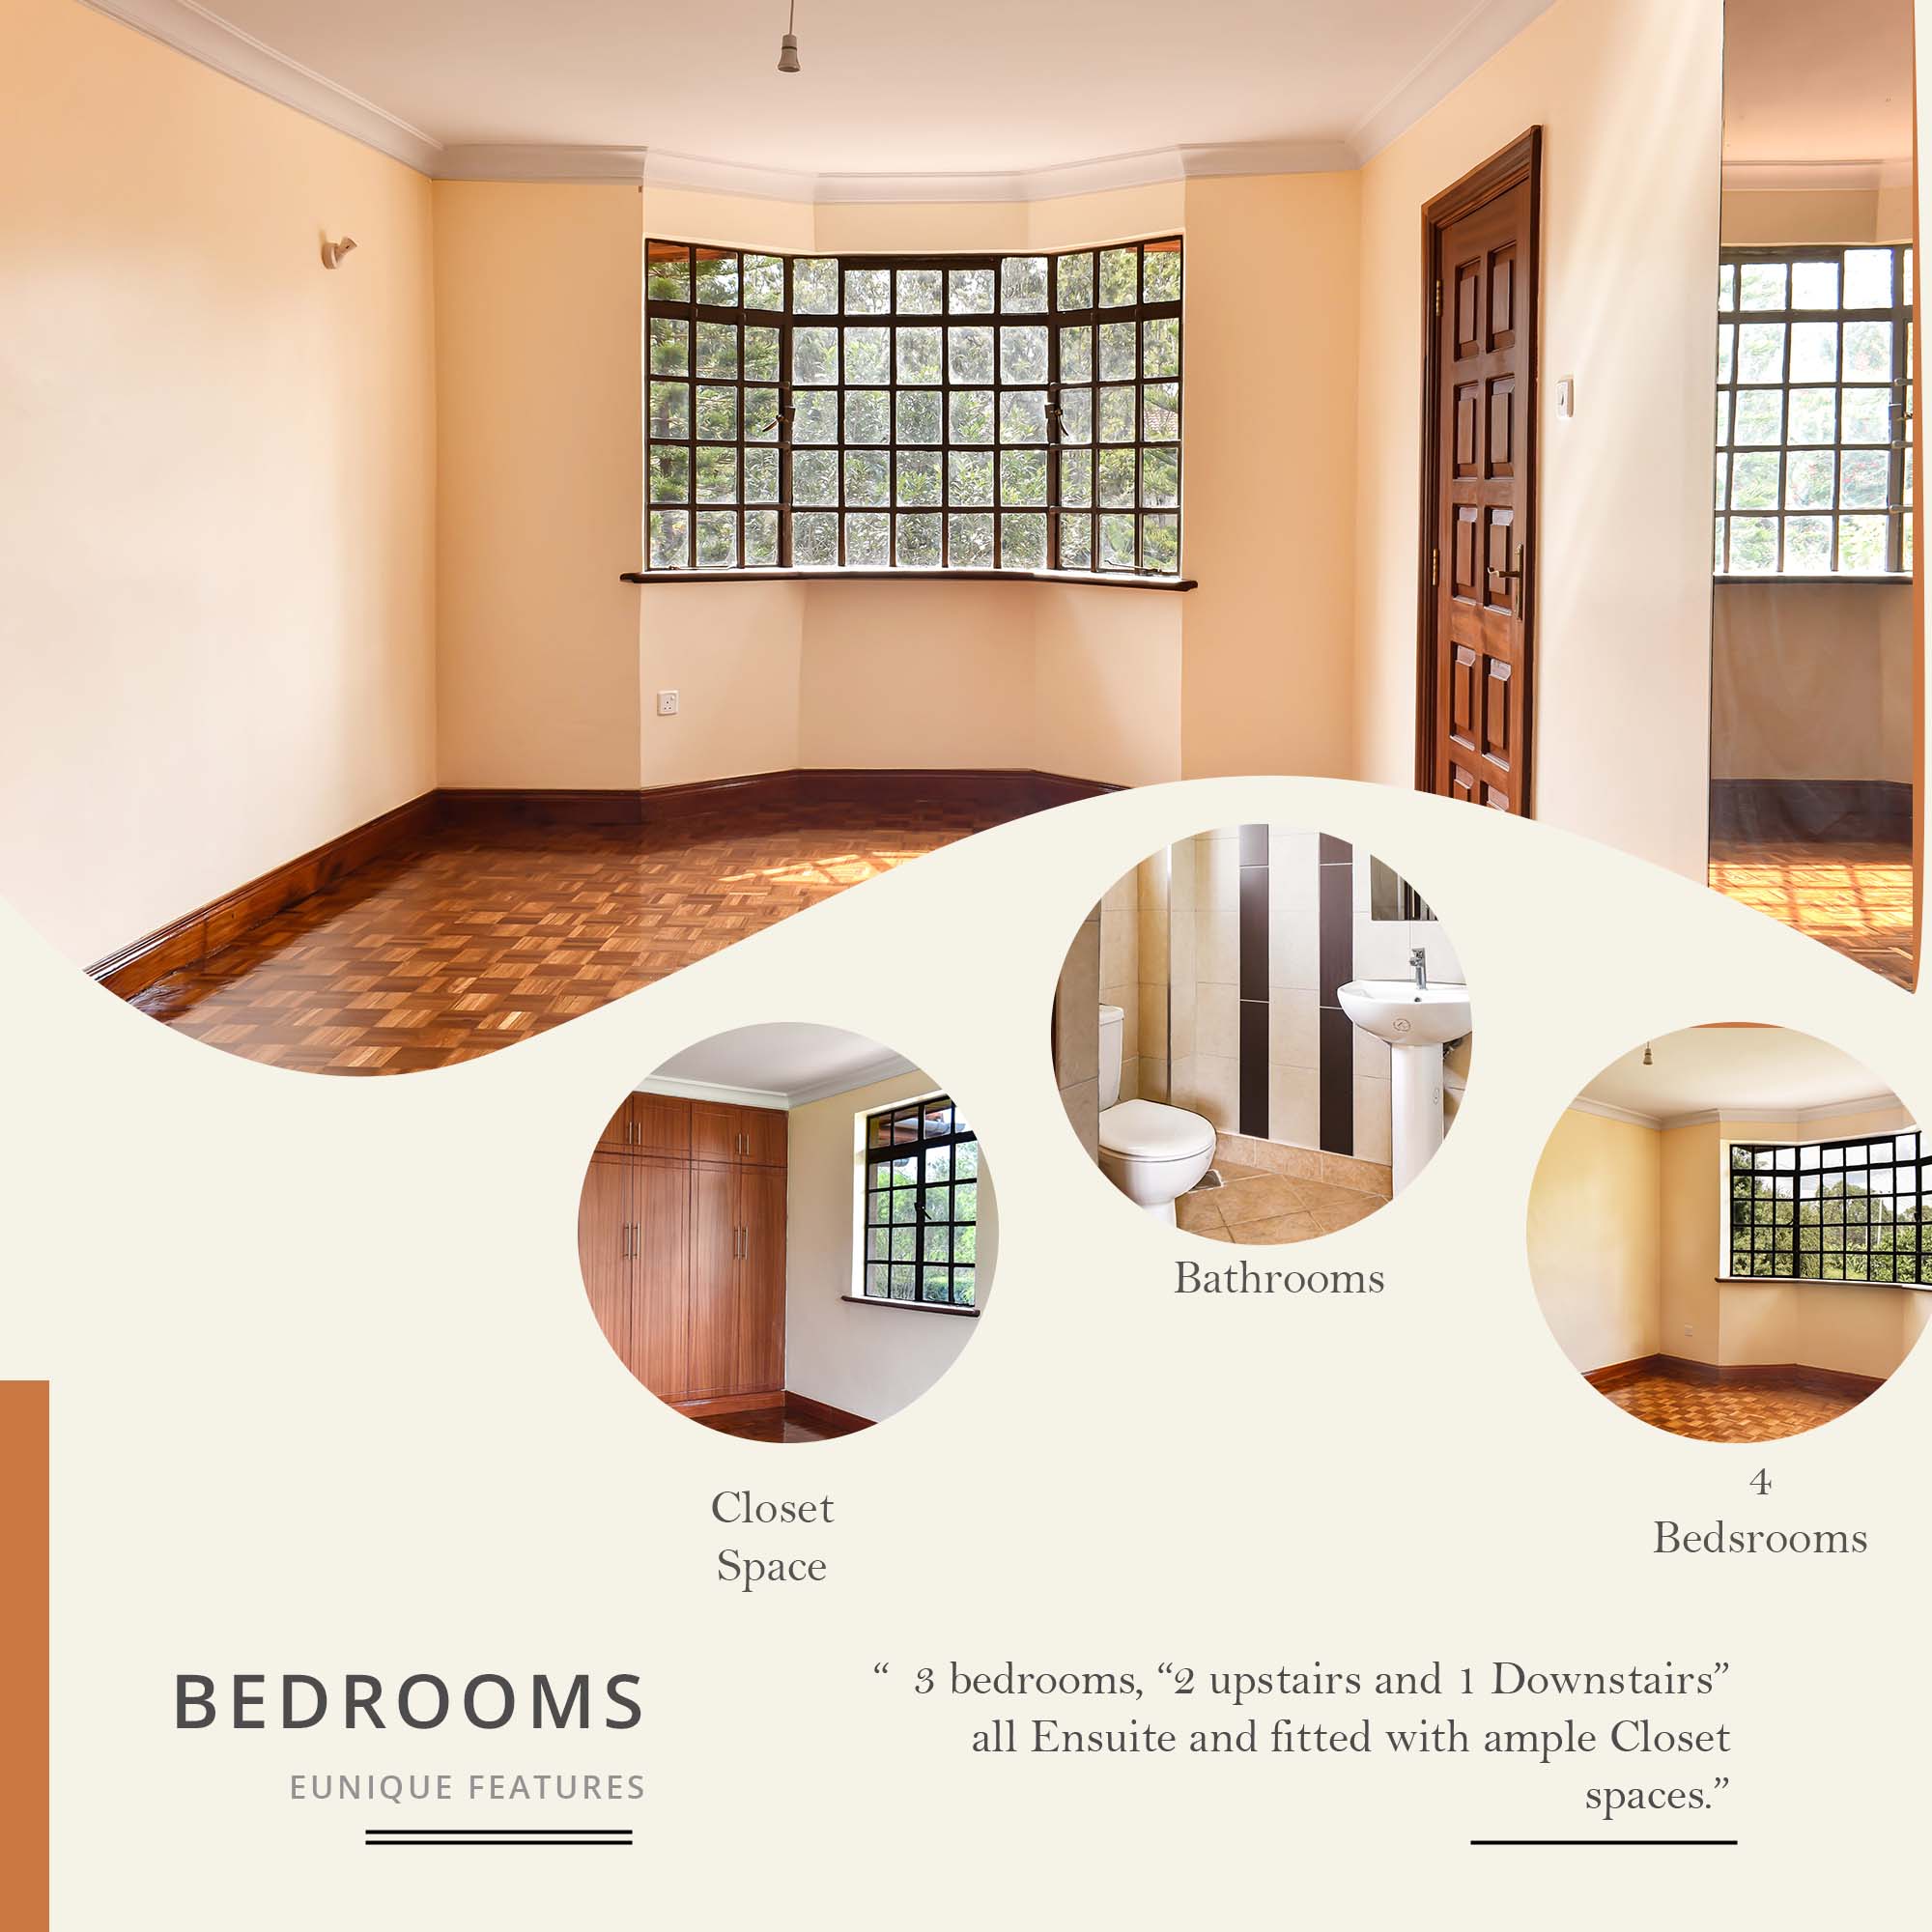 Bathrooms
Closet
Space
4
Bedsrooms
BEDROOMS
EUNIQUE FEATURES
“ 3 bedrooms, “2 upstairs and 1 Downstairs”
all Ensuite and fitted with ample Closet
spaces.”